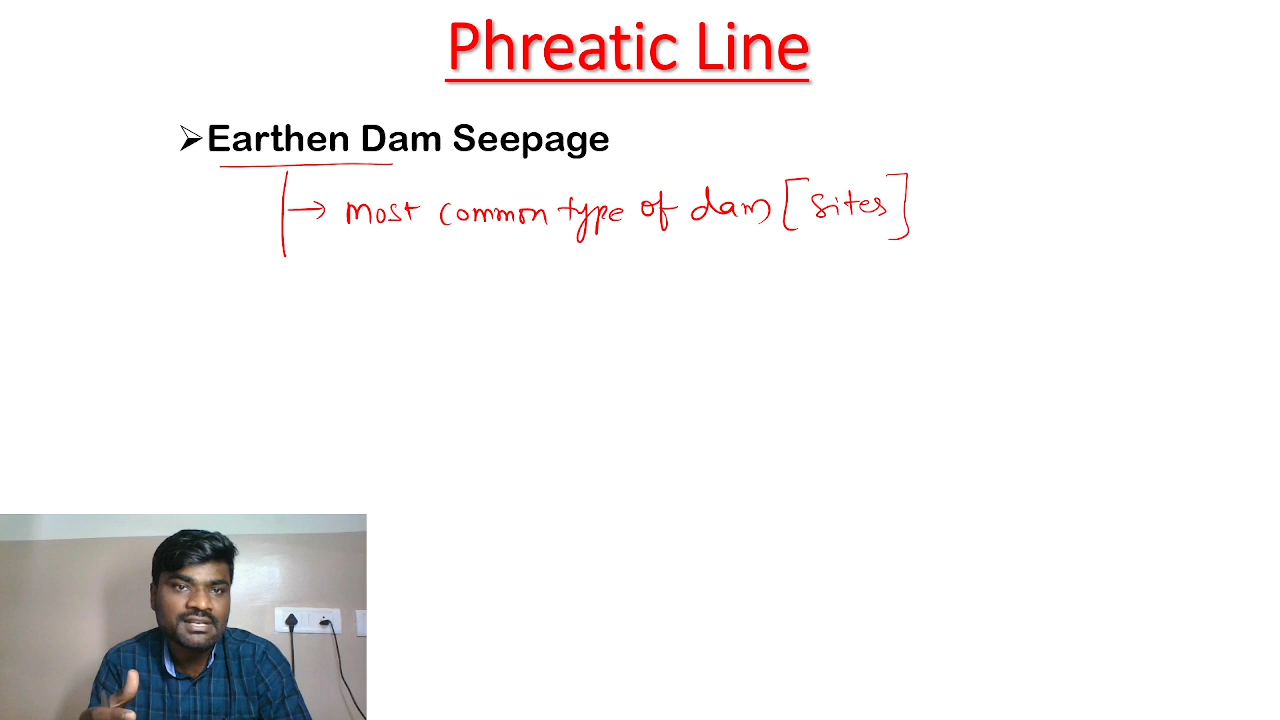 Phreatic Line
➢Earthen Dam Seepage
→ most common type of dam [sites]